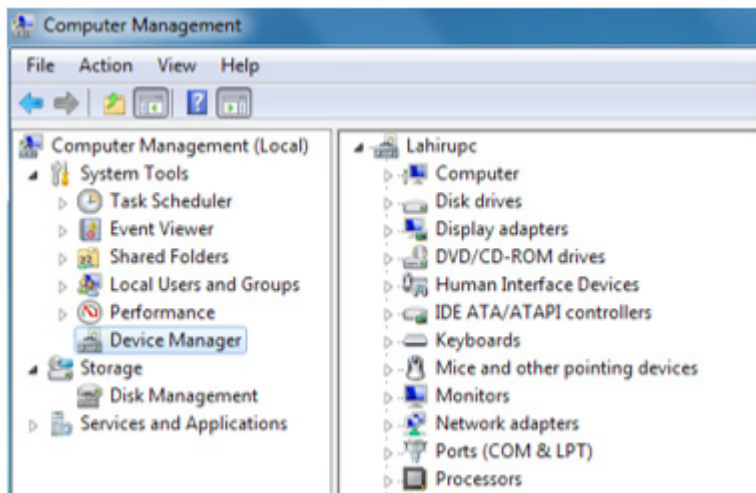 Computer Management
File Action View Help
Computer Management (Local)
System Tools
Task Scheduler
Event Viewer
Shared Folders
Local Users and Groups
Performance
Device Manager
Storage
Disk Management
Services and Applications
Lahirupc
Computer
Disk drives
Display adapters
DVD/CD-ROM drives
Human Interface Devices
IDE ATA/ATAPI controllers
Keyboards
Mice and other pointing devices
Monitors
Network adapters
Ports (COM & LPT)
Processors